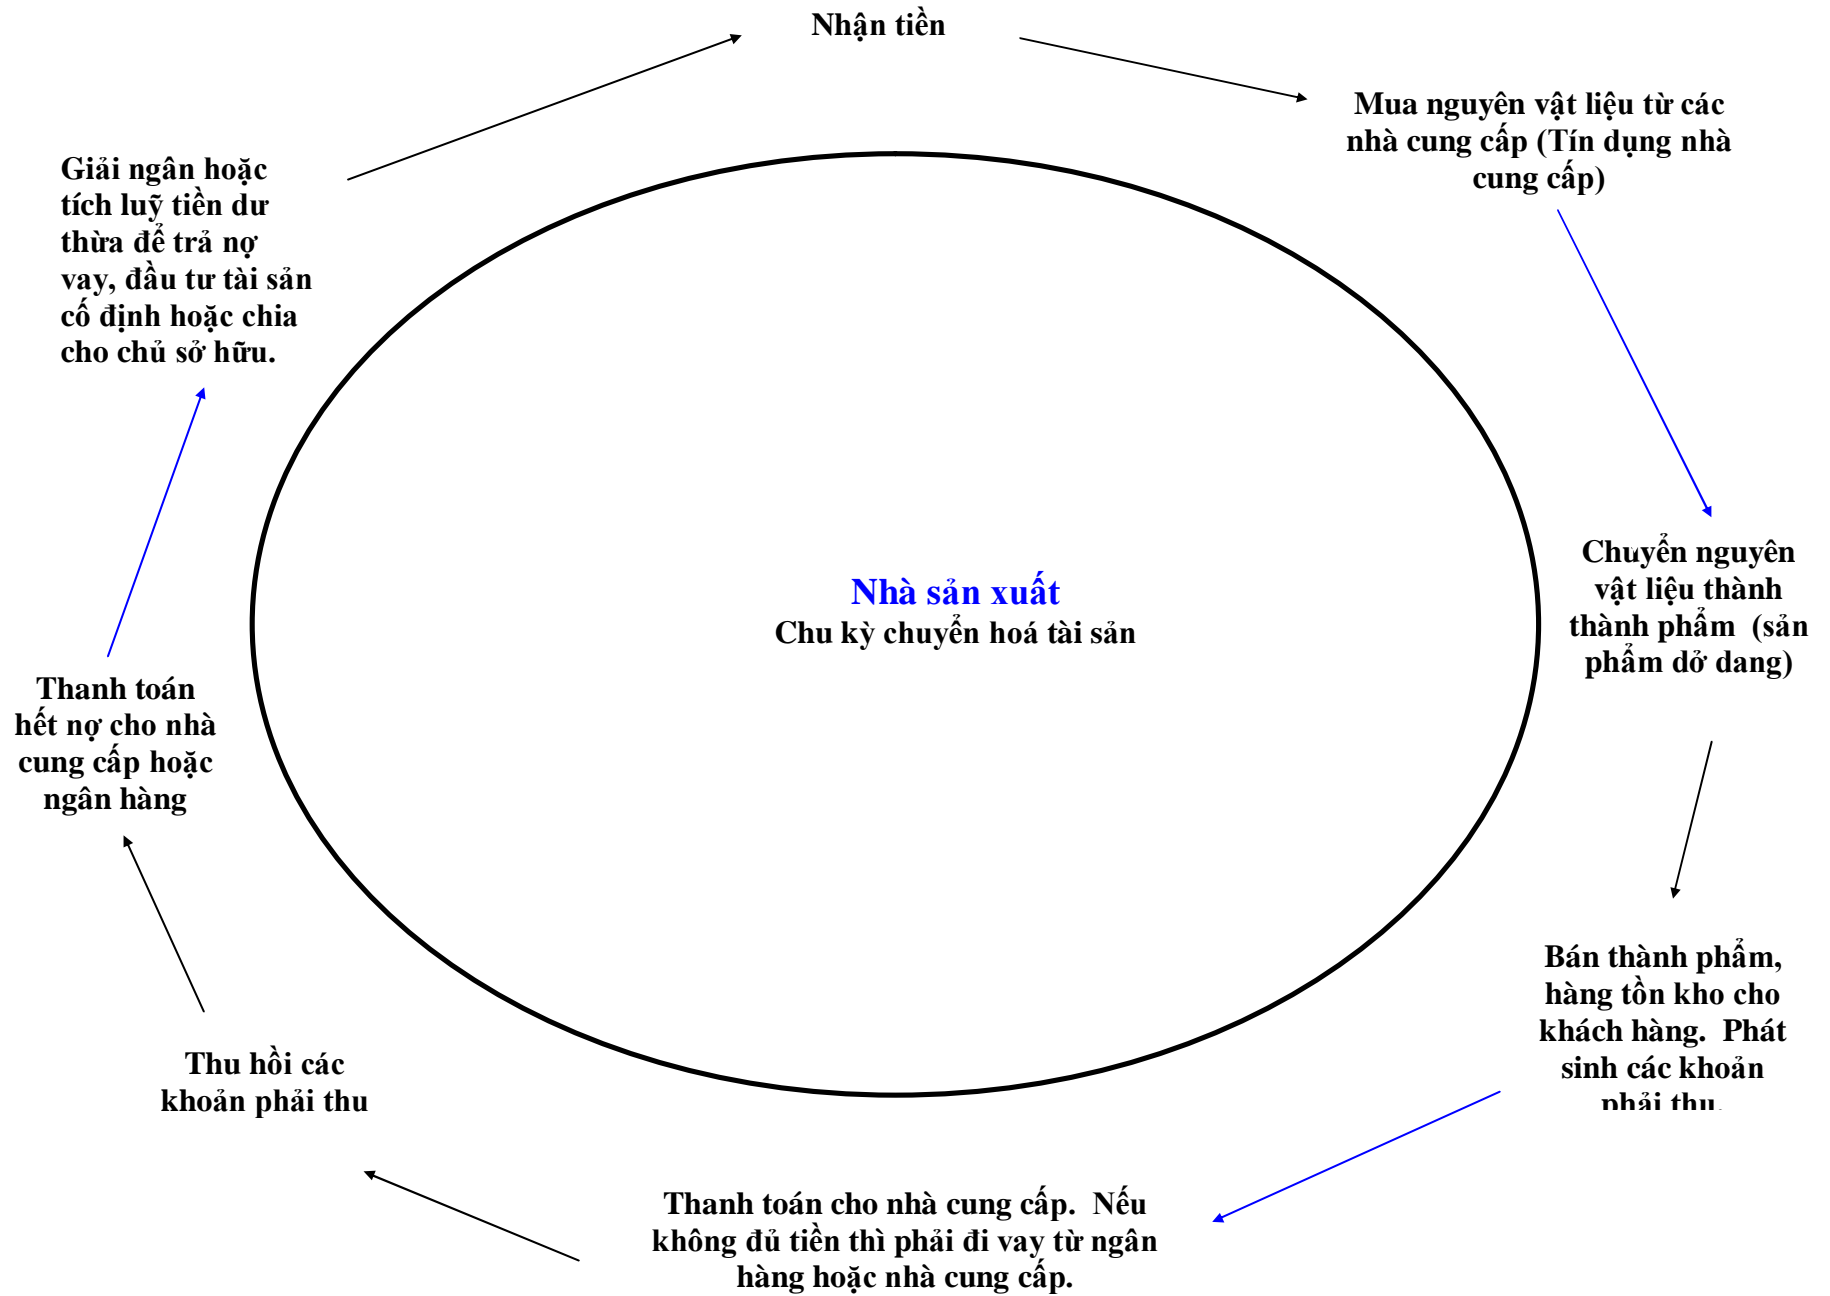 Nhận tiền
Mua nguyên vật liệu từ các
nhà cung cấp (Tín dụng nhà
cung cấp)
Chuyển nguyên
vật liệu thành
thành phẩm (sản
phẩm dở dang)
Bán thành phẩm,
hàng tồn kho cho
khách hàng. Phát
sinh các khoản
phải thu.
Thanh toán cho nhà cung cấp. Nếu
không đủ tiền thì phải đi vay từ ngân
hàng hoặc nhà cung cấp.
Thu hồi các
khoản phải thu
Thanh toán
hết nợ cho nhà
cung cấp hoặc
ngân hàng
Giải ngân hoặc
tích luỹ tiền dư
thừa để trả nợ
vay, đầu tư tài sản
cố định hoặc chia
cho chủ sở hữu.
Nhà sản xuất
Chu kỳ chuyển hoá tài sản